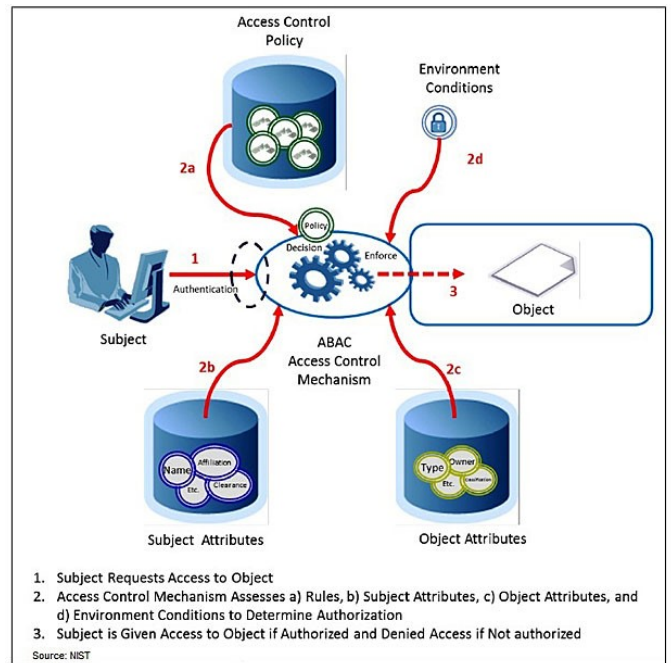 Access Control
Policy
Environment
Conditions
2a
2d
Policy
Decision
Enforce
1
Authentication
3
Subject
Object
ABAC
Access Control
Mechanism
2b
2c
Name
Affiliation
Etc.
Clearance
Type
Owner
Etc.
Subject Attributes
Object Attributes
1. Subject Requests Access to Object
2. Access Control Mechanism Assesses a) Rules, b) Subject Attributes, c) Object Attributes, and
d) Environment Conditions to Determine Authorization
3. Subject is Given Access to Object if Authorized and Denied Access if Not authorized
Source: NIST